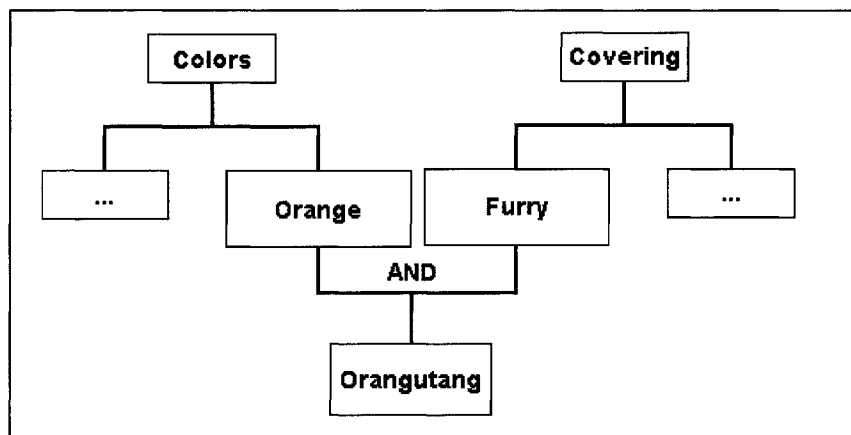 Colors
Covering
...
Orange
Furry
...
AND
Orangutang